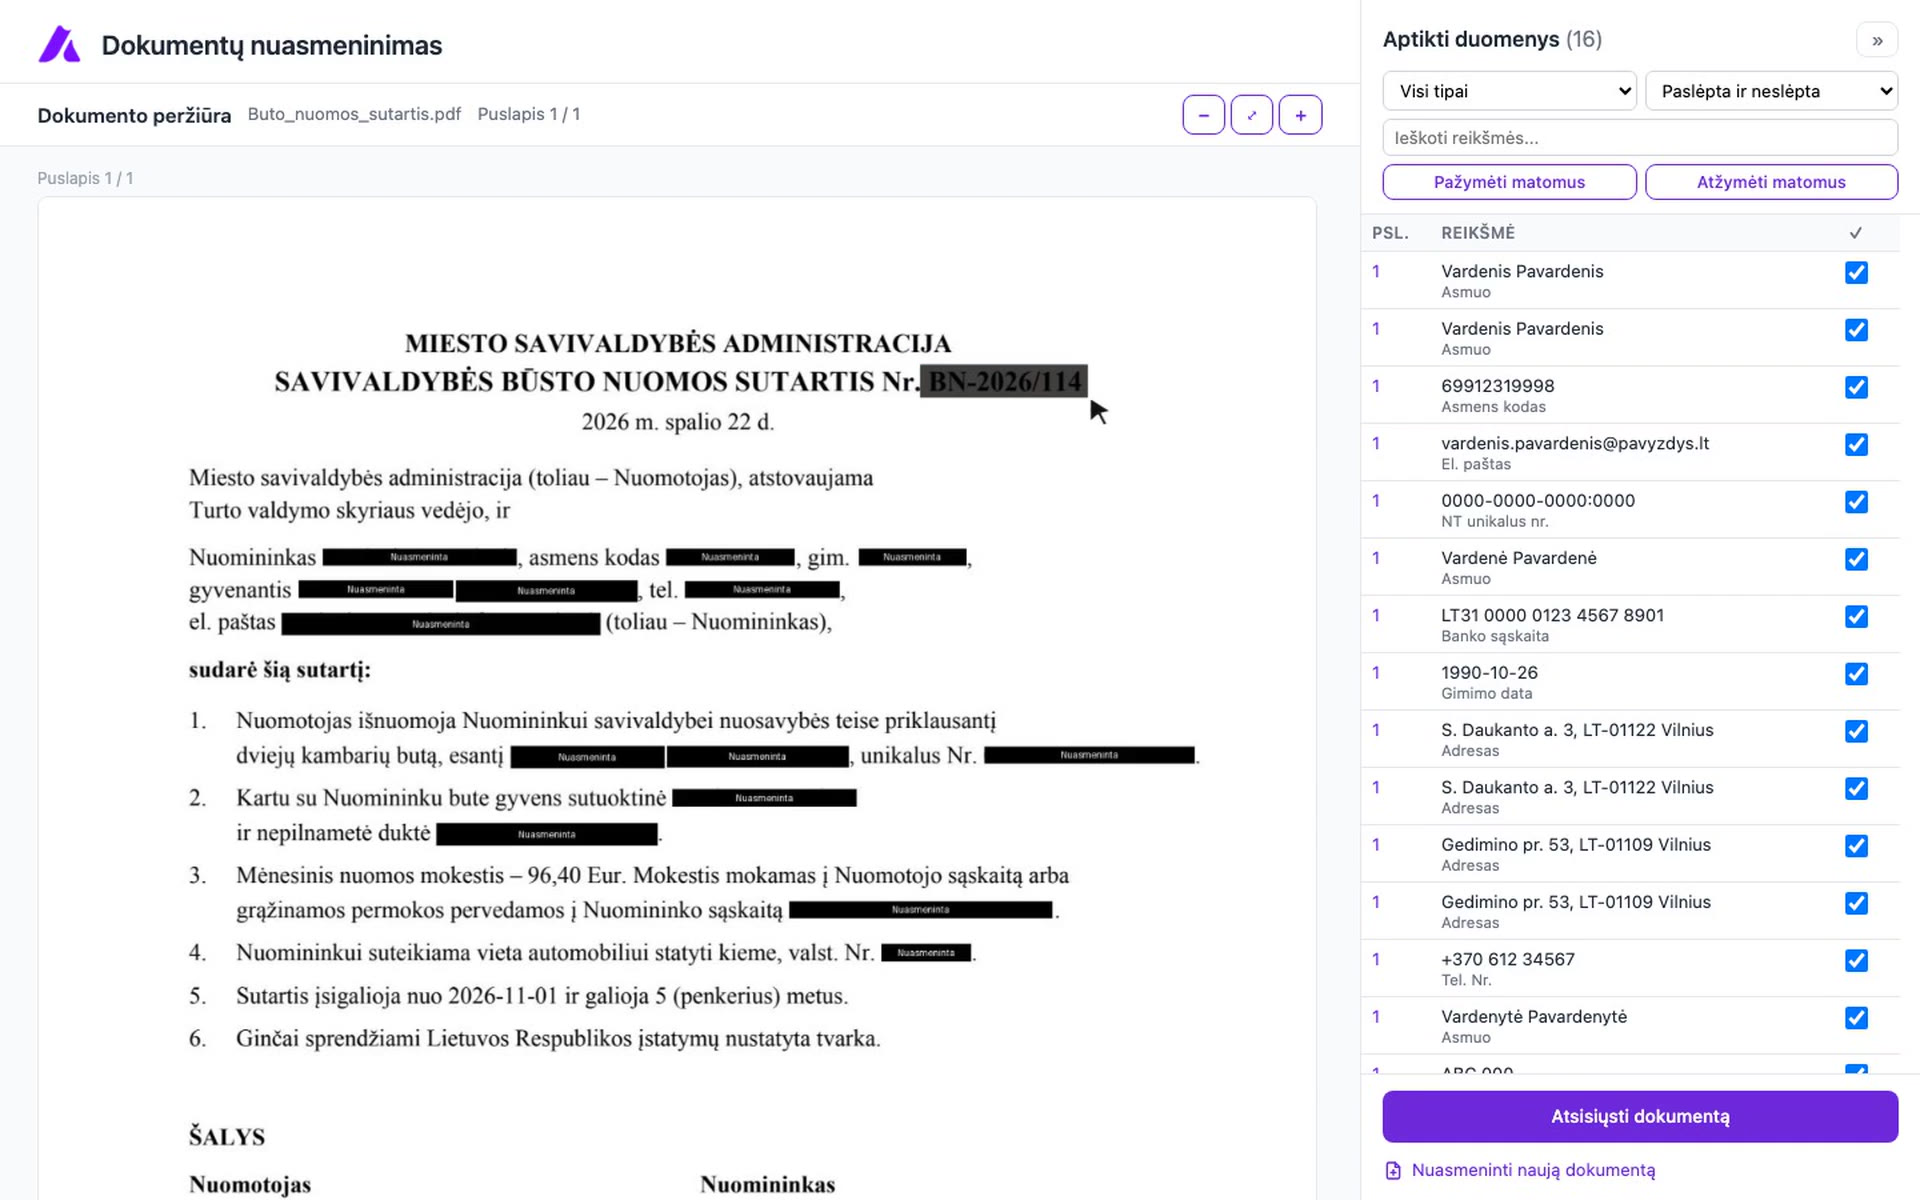 Dokumentų nuasmeninimas
Dokumento peržiūra Buto_nuomos_sutartis.pdf Puslapis 1 / 1
− ⤢ +
Puslapis 1 / 1
MIESTO SAVIVALDYBĖS ADMINISTRACIJA
SAVIVALDYBĖS BŪSTO NUOMOS SUTARTIS Nr. BN-2026/114
2026 m. spalio 22 d.
Miesto savivaldybės administracija (toliau – Nuomotojas), atstovaujama
Turto valdymo skyriaus vedėjo, ir
Nuomininkas Nuasmeninta, asmens kodas Nuasmeninta, gim. Nuasmeninta,
gyvenantis Nuasmeninta Nuasmeninta, tel. Nuasmeninta,
el. paštas Nuasmeninta (toliau – Nuomininkas),
sudarė šią sutartį:
1. Nuomotojas išnuomoja Nuomininkui savivaldybei nuosavybės teise priklausantį
dviejų kambarių butą, esantį Nuasmeninta Nuasmeninta, unikalus Nr. Nuasmeninta.
2. Kartu su Nuomininku bute gyvens sutuoktinė Nuasmeninta
ir nepilnametė duktė Nuasmeninta.
3. Mėnesinis nuomos mokestis – 96,40 Eur. Mokestis mokamas į Nuomotojo sąskaitą arba
grąžinamos permokos pervedamos į Nuomininko sąskaitą Nuasmeninta.
4. Nuomininkui suteikiama vieta automobiliui statyti kieme, valst. Nr. Nuasmeninta.
5. Sutartis įsigalioja nuo 2026-11-01 ir galioja 5 (penkerius) metus.
6. Ginčai sprendžiami Lietuvos Respublikos įstatymų nustatyta tvarka.
ŠALYS
Nuomotojas Nuomininkas
Aptikti duomenys (16) »
Visi tipai Paslėpta ir neslėpta
Ieškoti reikšmės...
Pažymėti matomus Atžymėti matomus
PSL. REIKŠMĖ ✓
1 Vardenis Pavardenis
Asmuo
1 Vardenis Pavardenis
Asmuo
1 69912319998
Asmens kodas
1 vardenis.pavardenis@pavyzdys.lt
El. paštas
1 0000-0000-0000:0000
NT unikalus nr.
1 Vardenė Pavardenė
Asmuo
1 LT31 0000 0123 4567 8901
Banko sąskaita
1 1990-10-26
Gimimo data
1 S. Daukanto a. 3, LT-01122 Vilnius
Adresas
1 S. Daukanto a. 3, LT-01122 Vilnius
Adresas
1 Gedimino pr. 53, LT-01109 Vilnius
Adresas
1 Gedimino pr. 53, LT-01109 Vilnius
Adresas
1 +370 612 34567
Tel. Nr.
1 Vardenytė Pavardenytė
Asmuo
1 ABC 000
Atsisiųsti dokumentą
Nuasmeninti naują dokumentą